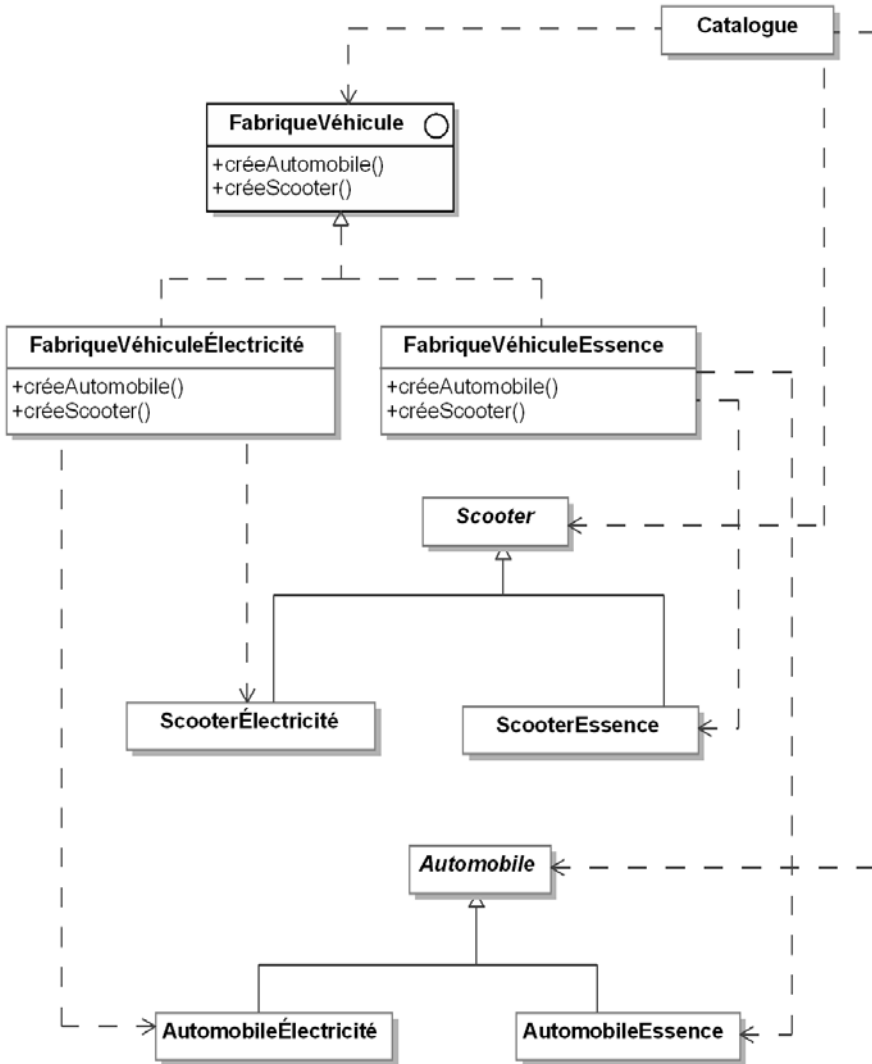 Catalogue
FabriqueVéhicule
+créeAutomobile()
+créeScooter()
FabriqueVéhiculeÉlectricité
+créeAutomobile()
+créeScooter()
FabriqueVéhiculeEssence
+créeAutomobile()
+créeScooter()
Scooter
ScooterÉlectricité
ScooterEssence
Automobile
AutomobileÉlectricité
AutomobileEssence